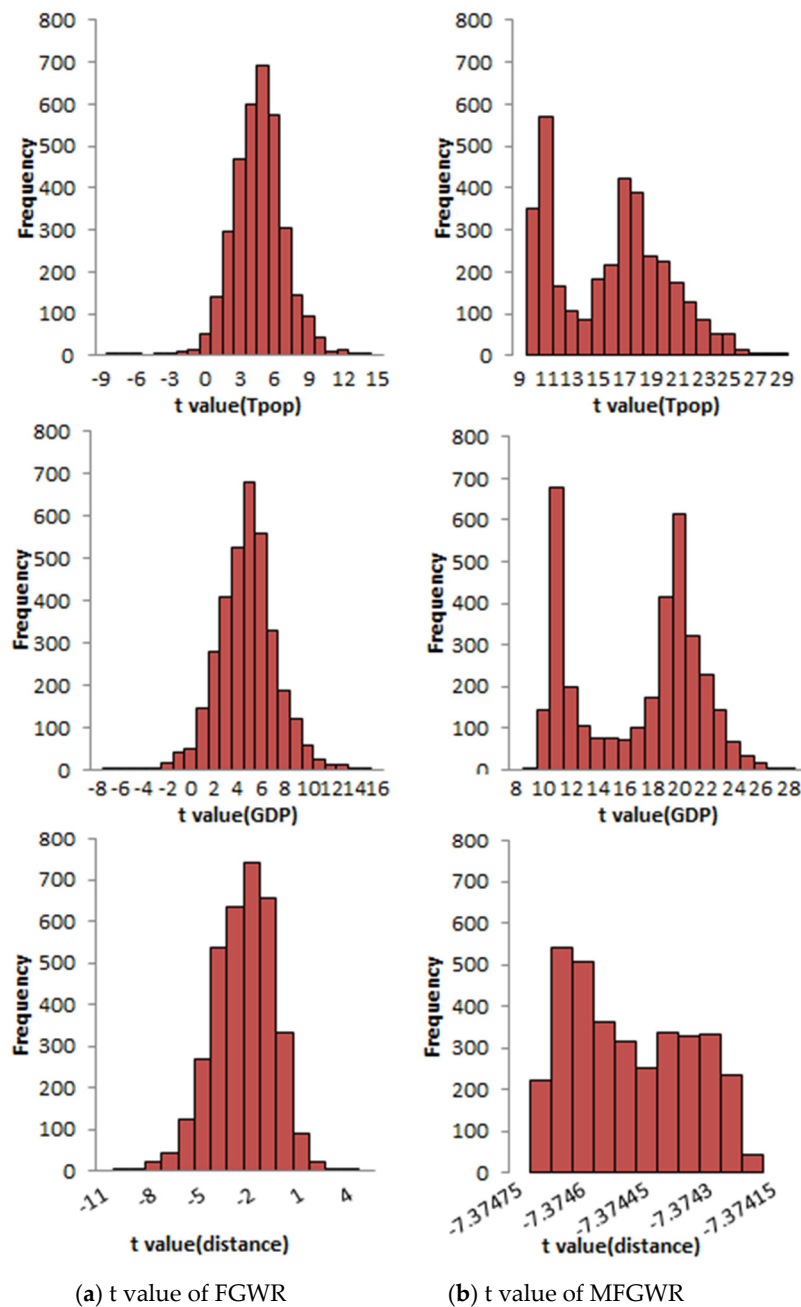 800
700
600
500
400
300
200
100
0
Frequency
-9 -6 -3 0 3 6 9 12 15
t value(Tpop)
800
700
600
500
400
300
200
100
0
Frequency
9 11 13 15 17 19 21 23 25 27 29
t value(Tpop)
800
700
600
500
400
300
200
100
0
Frequency
-8 -6 -4 -2 0 2 4 6 8 10 12 14 16
t value(GDP)
800
700
600
500
400
300
200
100
0
Frequency
8 10 12 14 16 18 20 22 24 26 28
t value(GDP)
800
700
600
500
400
300
200
100
0
Frequency
-11 -8 -5 -2 1 4
t value(distance)
800
700
600
500
400
300
200
100
0
Frequency
-7.37475 -7.3746 -7.37445 -7.3743 -7.37415
t value(distance)
(a) t value of FGWR
(b) t value of MFGWR